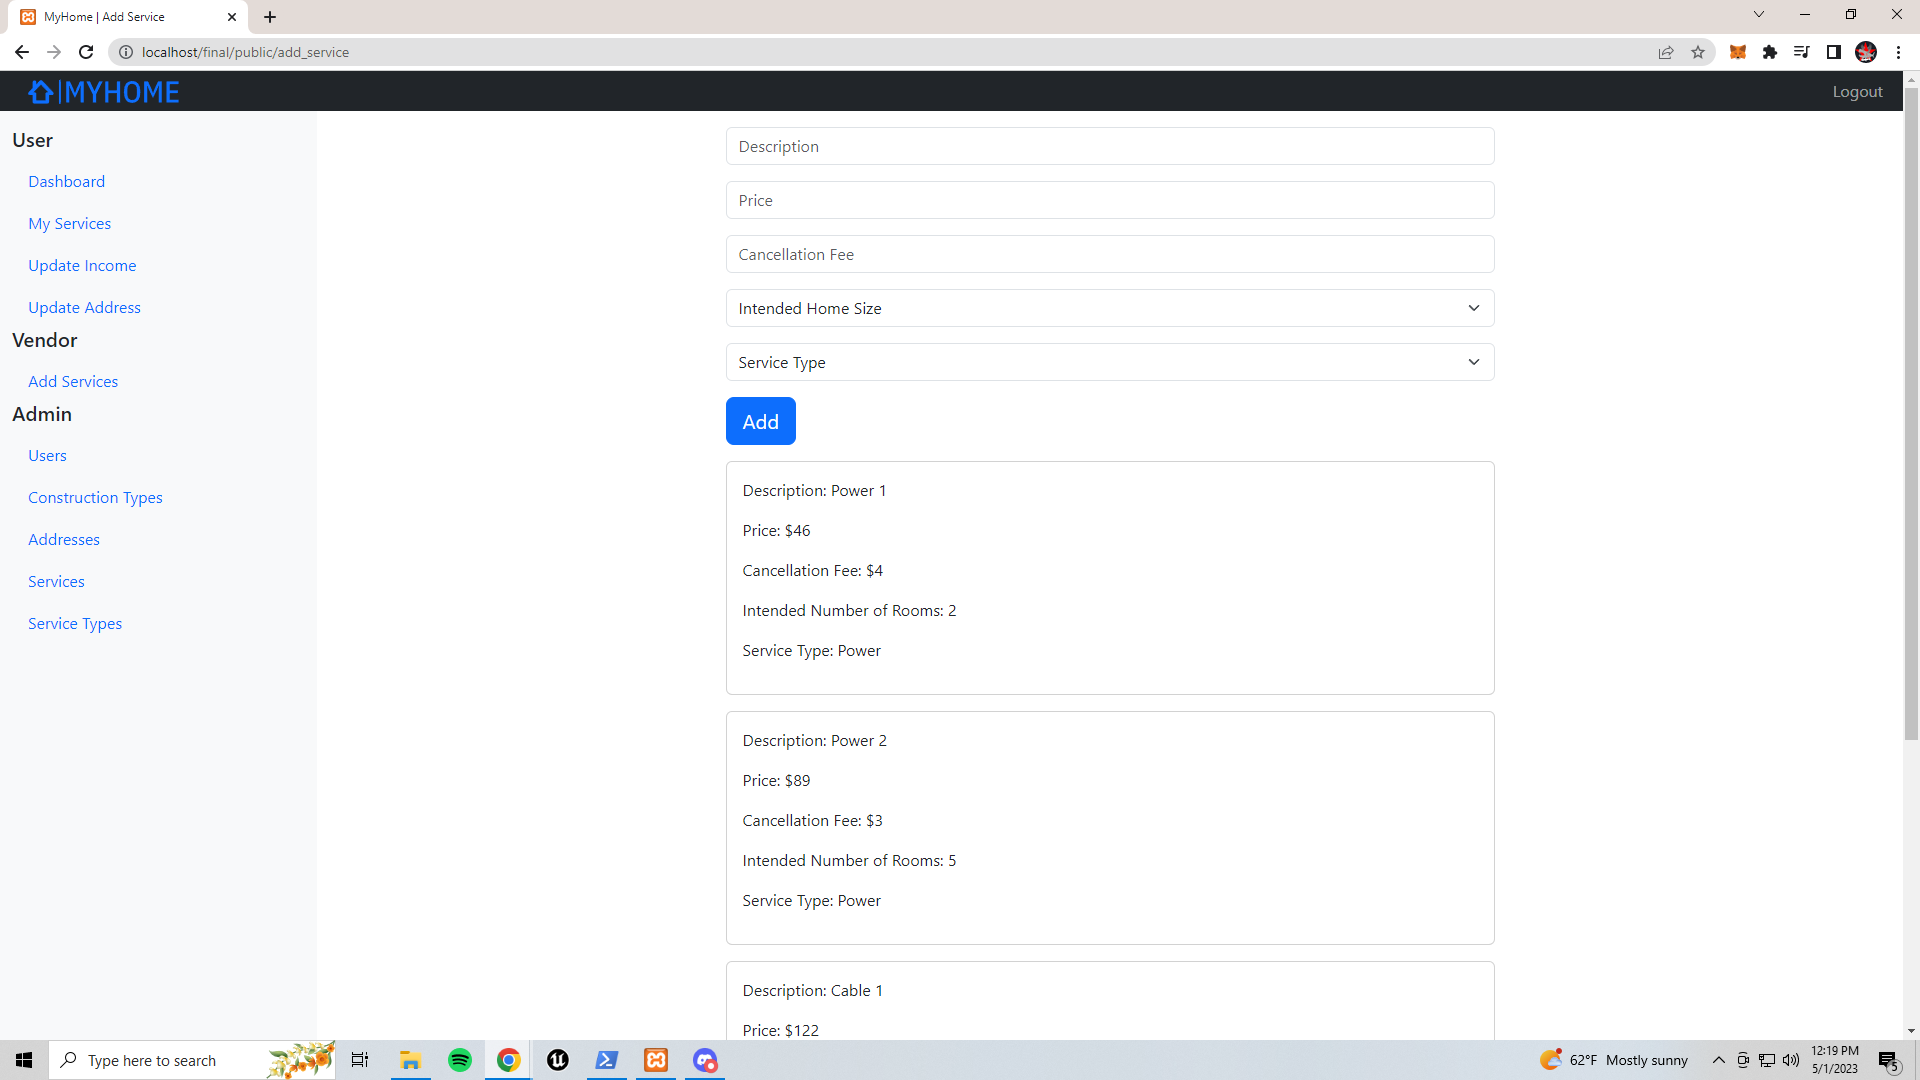 MyHome | Add Service
localhost/final/public/add_service
MYHOME
Logout
User
Dashboard
My Services
Update Income
Update Address
Vendor
Add Services
Admin
Users
Construction Types
Addresses
Services
Service Types
Description
Price
Cancellation Fee
Intended Home Size
Service Type
Add
Description: Power 1
Price: $46
Cancellation Fee: $4
Intended Number of Rooms: 2
Service Type: Power
Description: Power 2
Price: $89
Cancellation Fee: $3
Intended Number of Rooms: 5
Service Type: Power
Description: Cable 1
Price: $122
Type here to search
62°F Mostly sunny
12:19 PM
5/1/2023
5